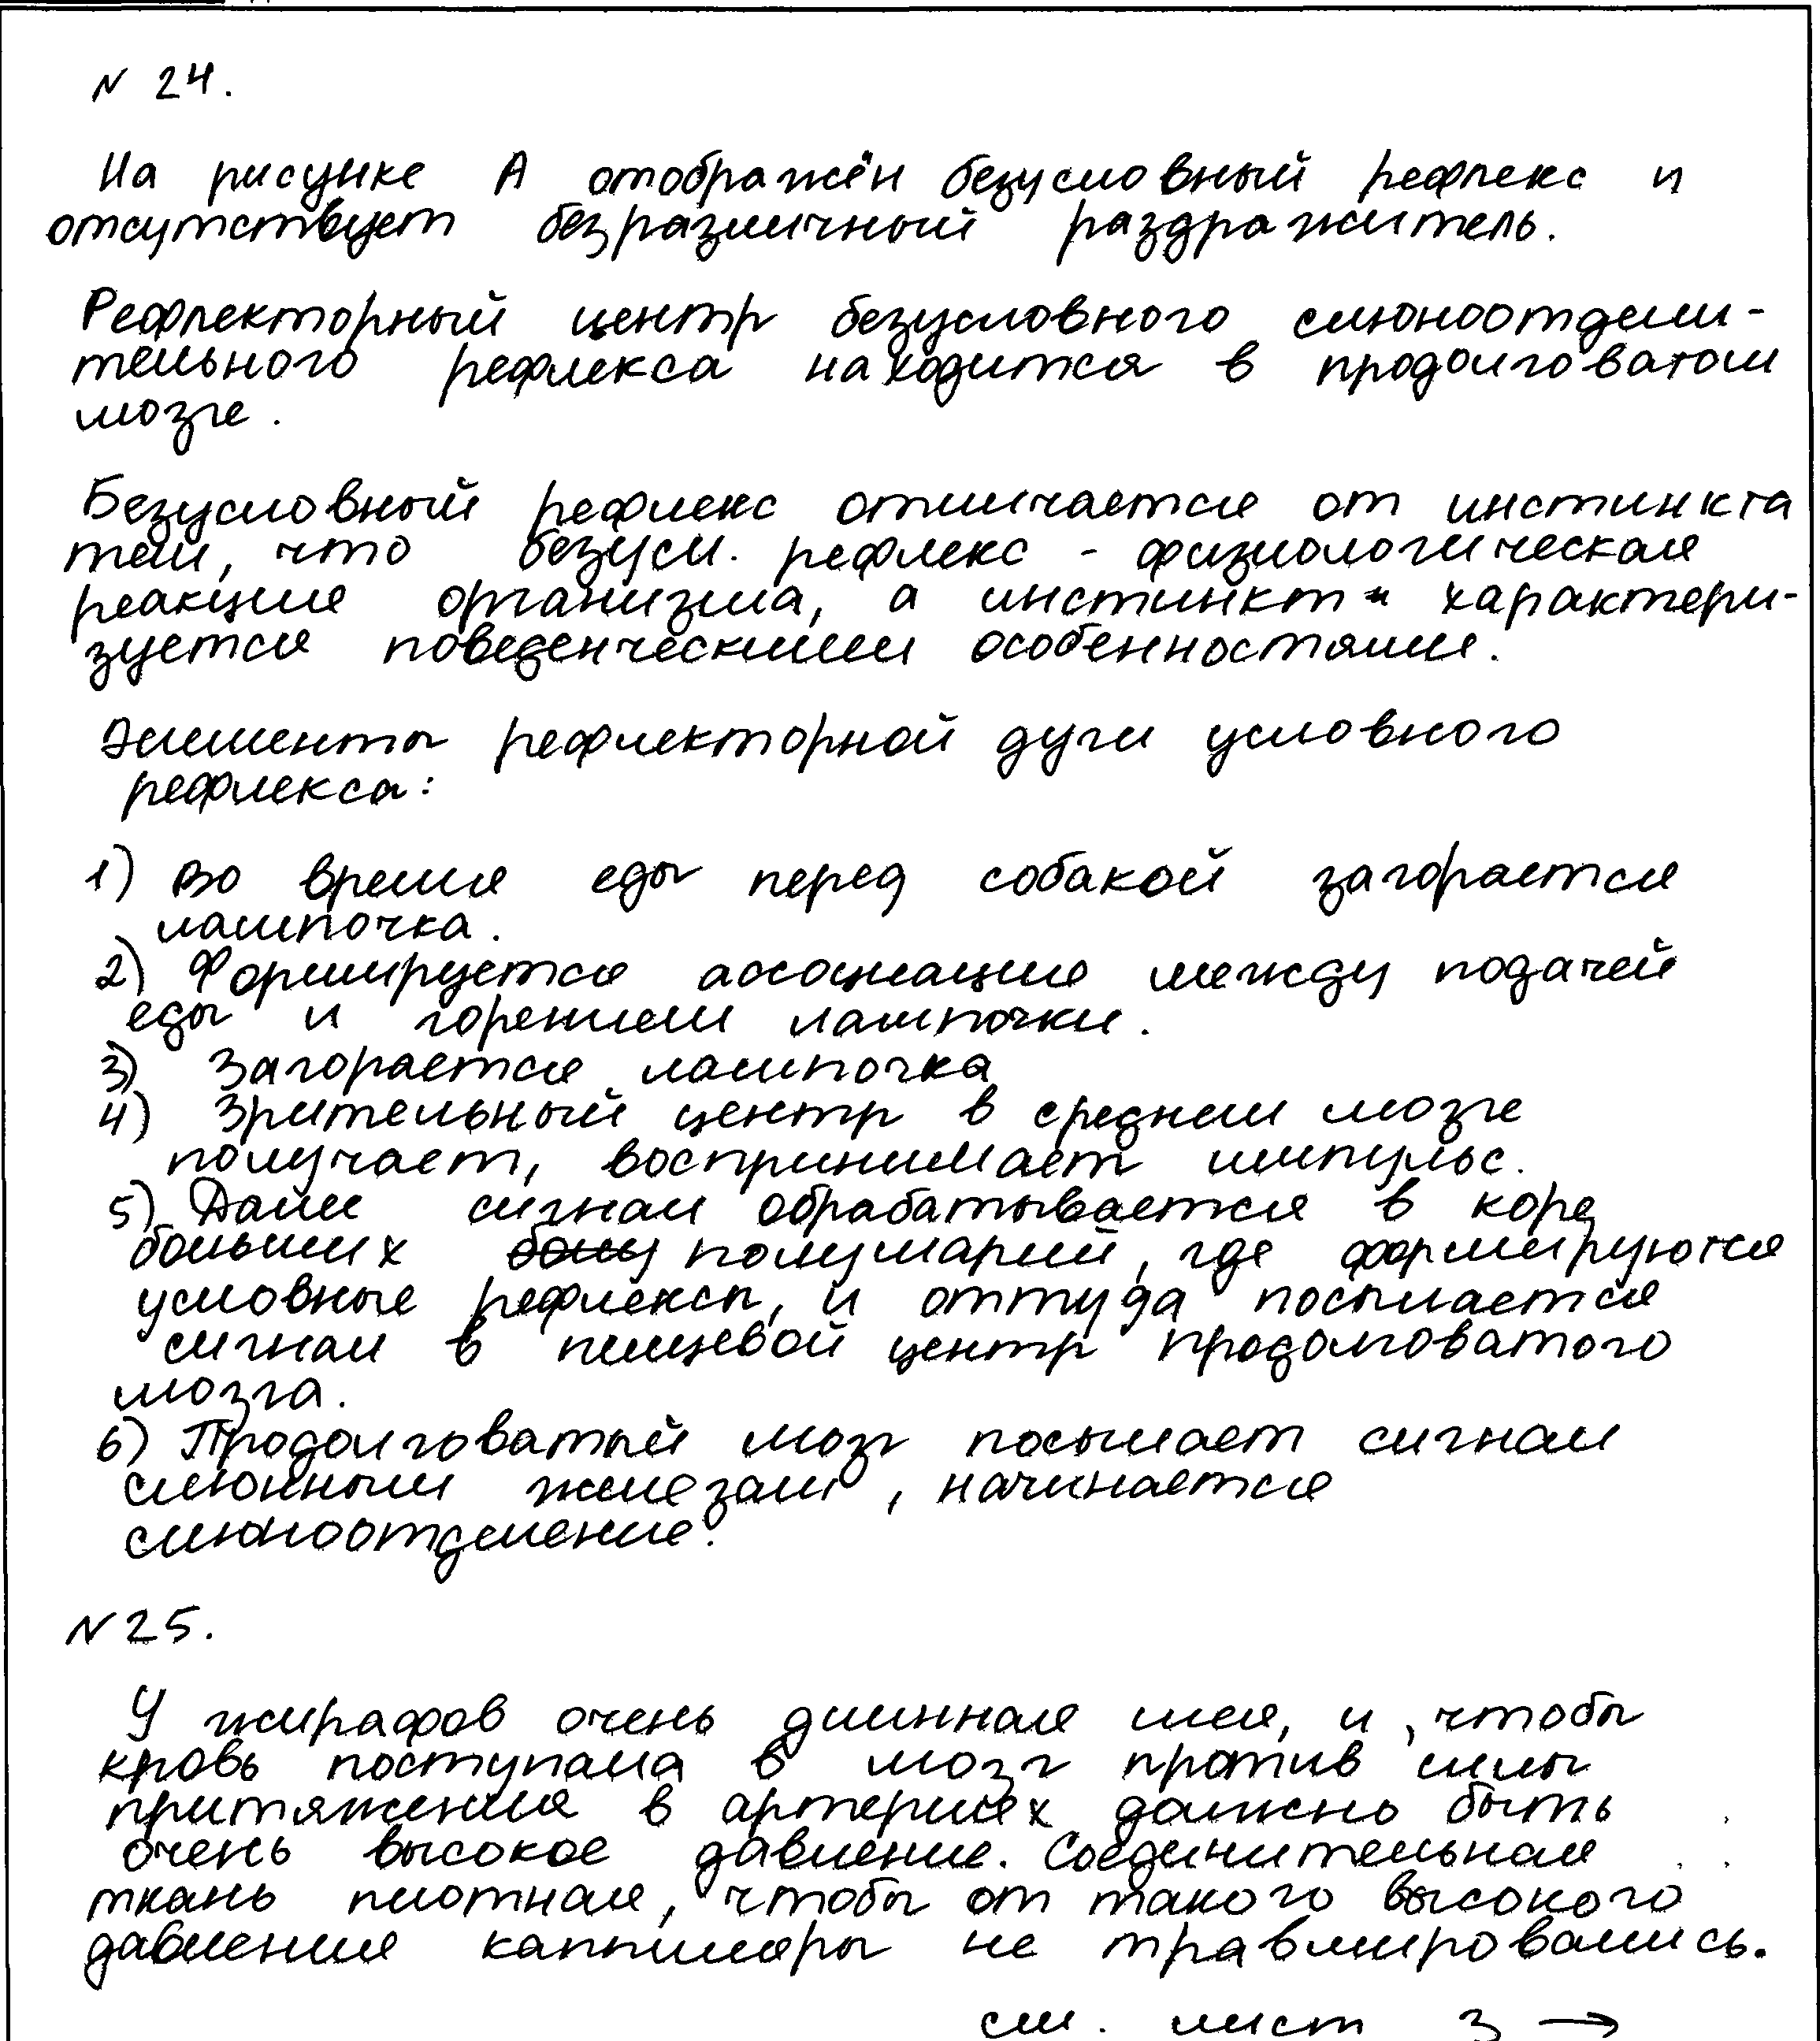 N 24.
На рисунке А отображён безусловный рефлекс и
отсутствует безразличный раздражитель.
Рефлекторный центр безусловного слюноотдели-
тельного рефлекса находится в продолговатом
мозге.
Безусловный рефлекс отличается от инстинкта
тем, что безусл. рефлекс - физиологическая
реакция организма, а инстинкт - характери-
зуется поведенческими особенностями.
Элементы рефлекторной дуги условного
рефлекса:
1) Во время еды перед собакой загорается
лампочка.
2) Формируется ассоциация между подачей
еды и горением лампочки.
3) Загорается лампочка
4) Зрительный центр в среднем мозге
получает, воспринимает импульс.
5) Далее сигнал обрабатывается в коре
больших полушарий, где формируются
условные рефлексы, и оттуда посылается
сигнал в пищевой центр продолговатого
мозга.
6) Продолговатый мозг посылает сигнал
слюнным железам, начинается
слюноотделение.
N 25.
У жирафов очень длинная шея, и, чтобы
кровь поступала в мозг против силы
притяжения в артериях должно быть
очень высокое давление. Соединительная
ткань плотная, чтобы от такого высокого
давления капилляры не травмировались.
см. лист 3 →